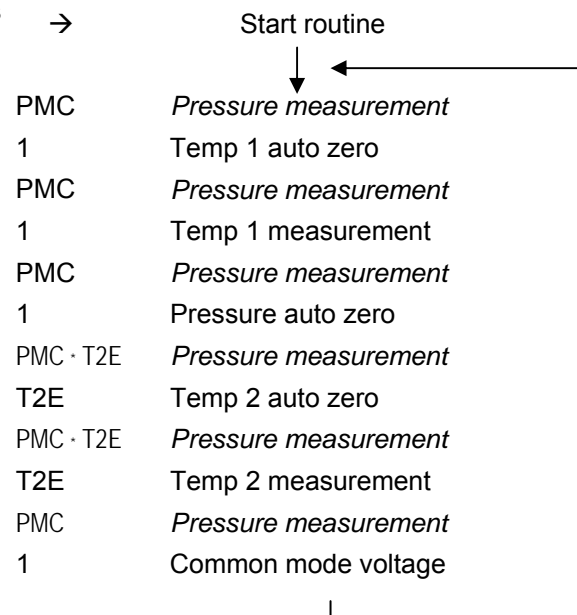 → Start routine
PMC Pressure measurement
1 Temp 1 auto zero
PMC Pressure measurement
1 Temp 1 measurement
PMC Pressure measurement
1 Pressure auto zero
PMC · T2E Pressure measurement
T2E Temp 2 auto zero
PMC · T2E Pressure measurement
T2E Temp 2 measurement
PMC Pressure measurement
1 Common mode voltage